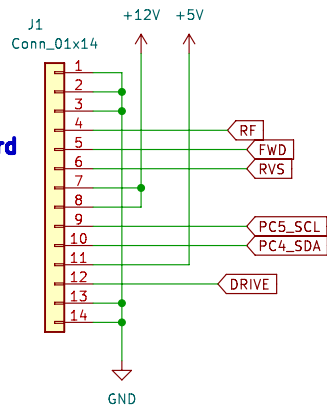 +12V +5V
J1
Conn_01x14
1
2
3
4 RF
rd
5 FWD
6 RVS
7
8
9 PC5_SCL
10 PC4_SDA
11
12 DRIVE
13
14
GND